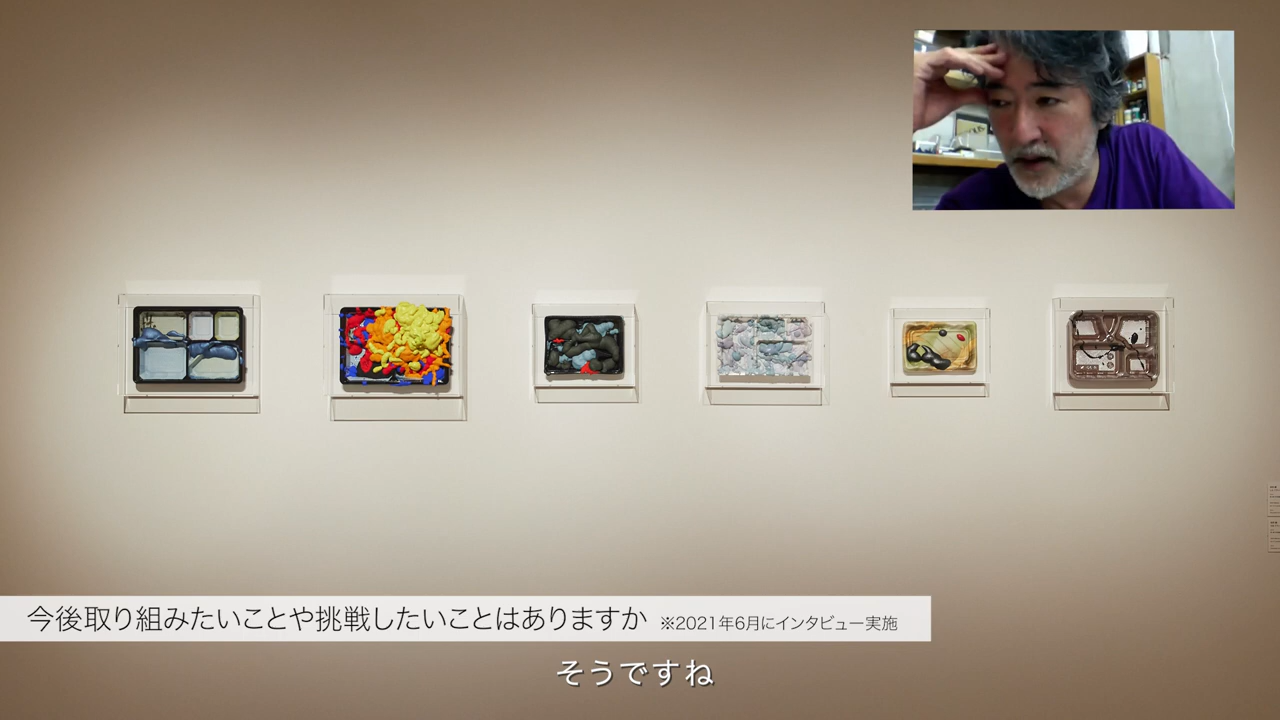 今後取り組みたいことや挑戦したいことはありますか ※2021年6月にインタビュー実施
そうですね